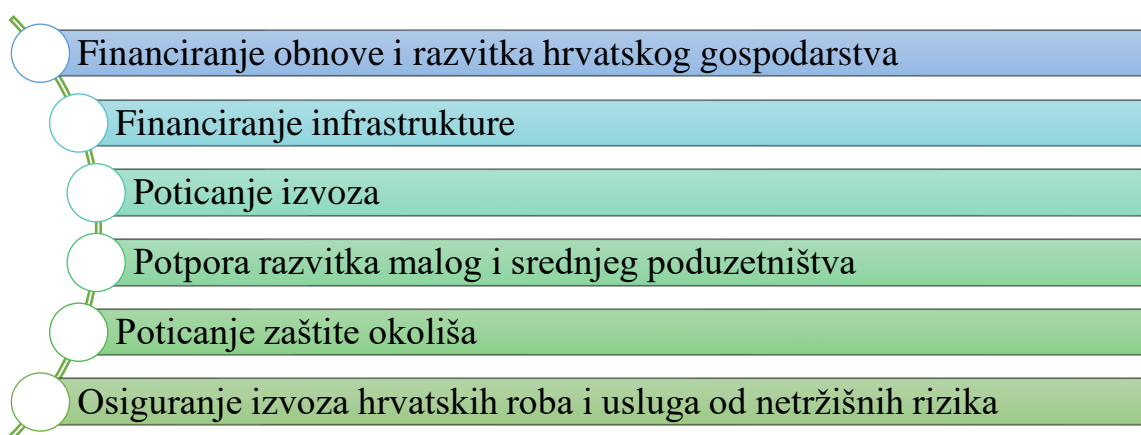 Financiranje obnove i razvitka hrvatskog gospodarstva
Financiranje infrastrukture
Poticanje izvoza
Potpora razvitka malog i srednjeg poduzetništva
Poticanje zaštite okoliša
Osiguranje izvoza hrvatskih roba i usluga od netržišnih rizika